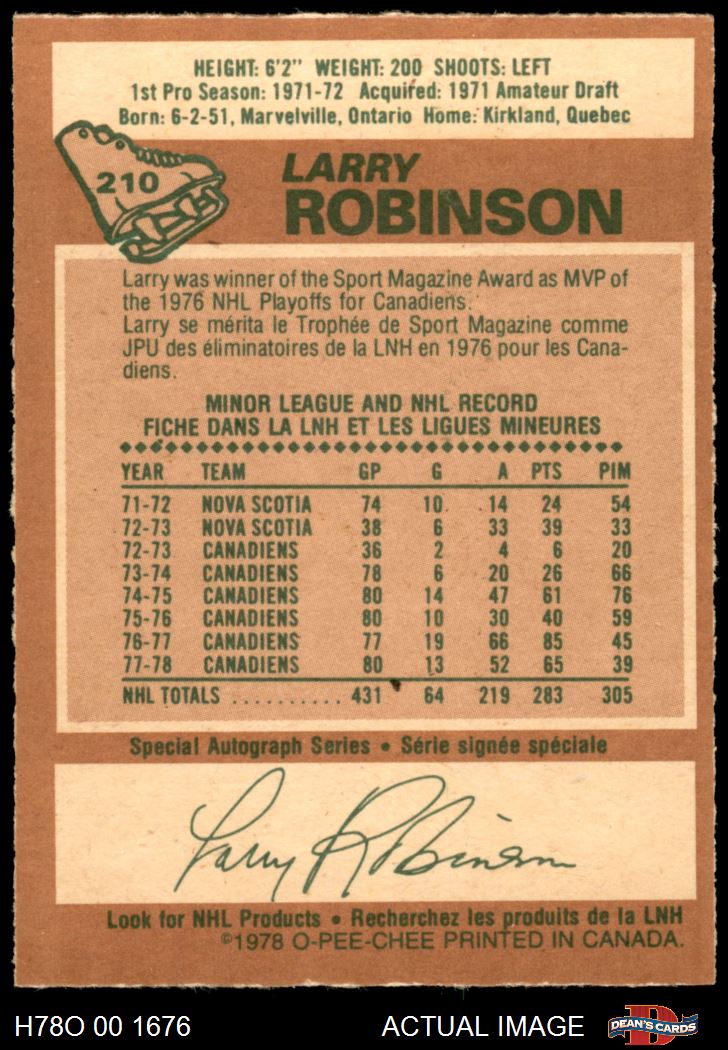 HEIGHT: 6'2" WEIGHT: 200 SHOOTS: LEFT
1st Pro Season: 1971-72 Acquired: 1971 Amateur Draft
Born: 6-2-51, Marvelville, Ontario Home: Kirkland, Quebec
210
LARRY
ROBINSON
Larry was winner of the Sport Magazine Award as MVP of
the 1976 NHL Playoffs for Canadiens.
Larry se mérita le Trophée de Sport Magazine comme
JPU des éliminatoires de la LNH en 1976 pour les Cana-
diens.
MINOR LEAGUE AND NHL RECORD
FICHE DANS LA LNH ET LES LIGUES MINEURES
YEAR TEAM GP G A PTS PIM
71-72 NOVA SCOTIA 74 10 14 24 54
72-73 NOVA SCOTIA 38 6 33 39 33
72-73 CANADIENS 36 2 4 6 20
73-74 CANADIENS 78 6 20 26 66
74-75 CANADIENS 80 14 47 61 76
75-76 CANADIENS 80 10 30 40 59
76-77 CANADIENS 77 19 66 85 45
77-78 CANADIENS 80 13 52 65 39
NHL TOTALS .......... 431 64 219 283 305
Special Autograph Series • Série signée spéciale
Larry Robinson
Look for NHL Products • Recherchez les produits de la LNH
©1978 O-PEE-CHEE PRINTED IN CANADA.
H78O 00 1676 ACTUAL IMAGE D DEAN'S CARDS